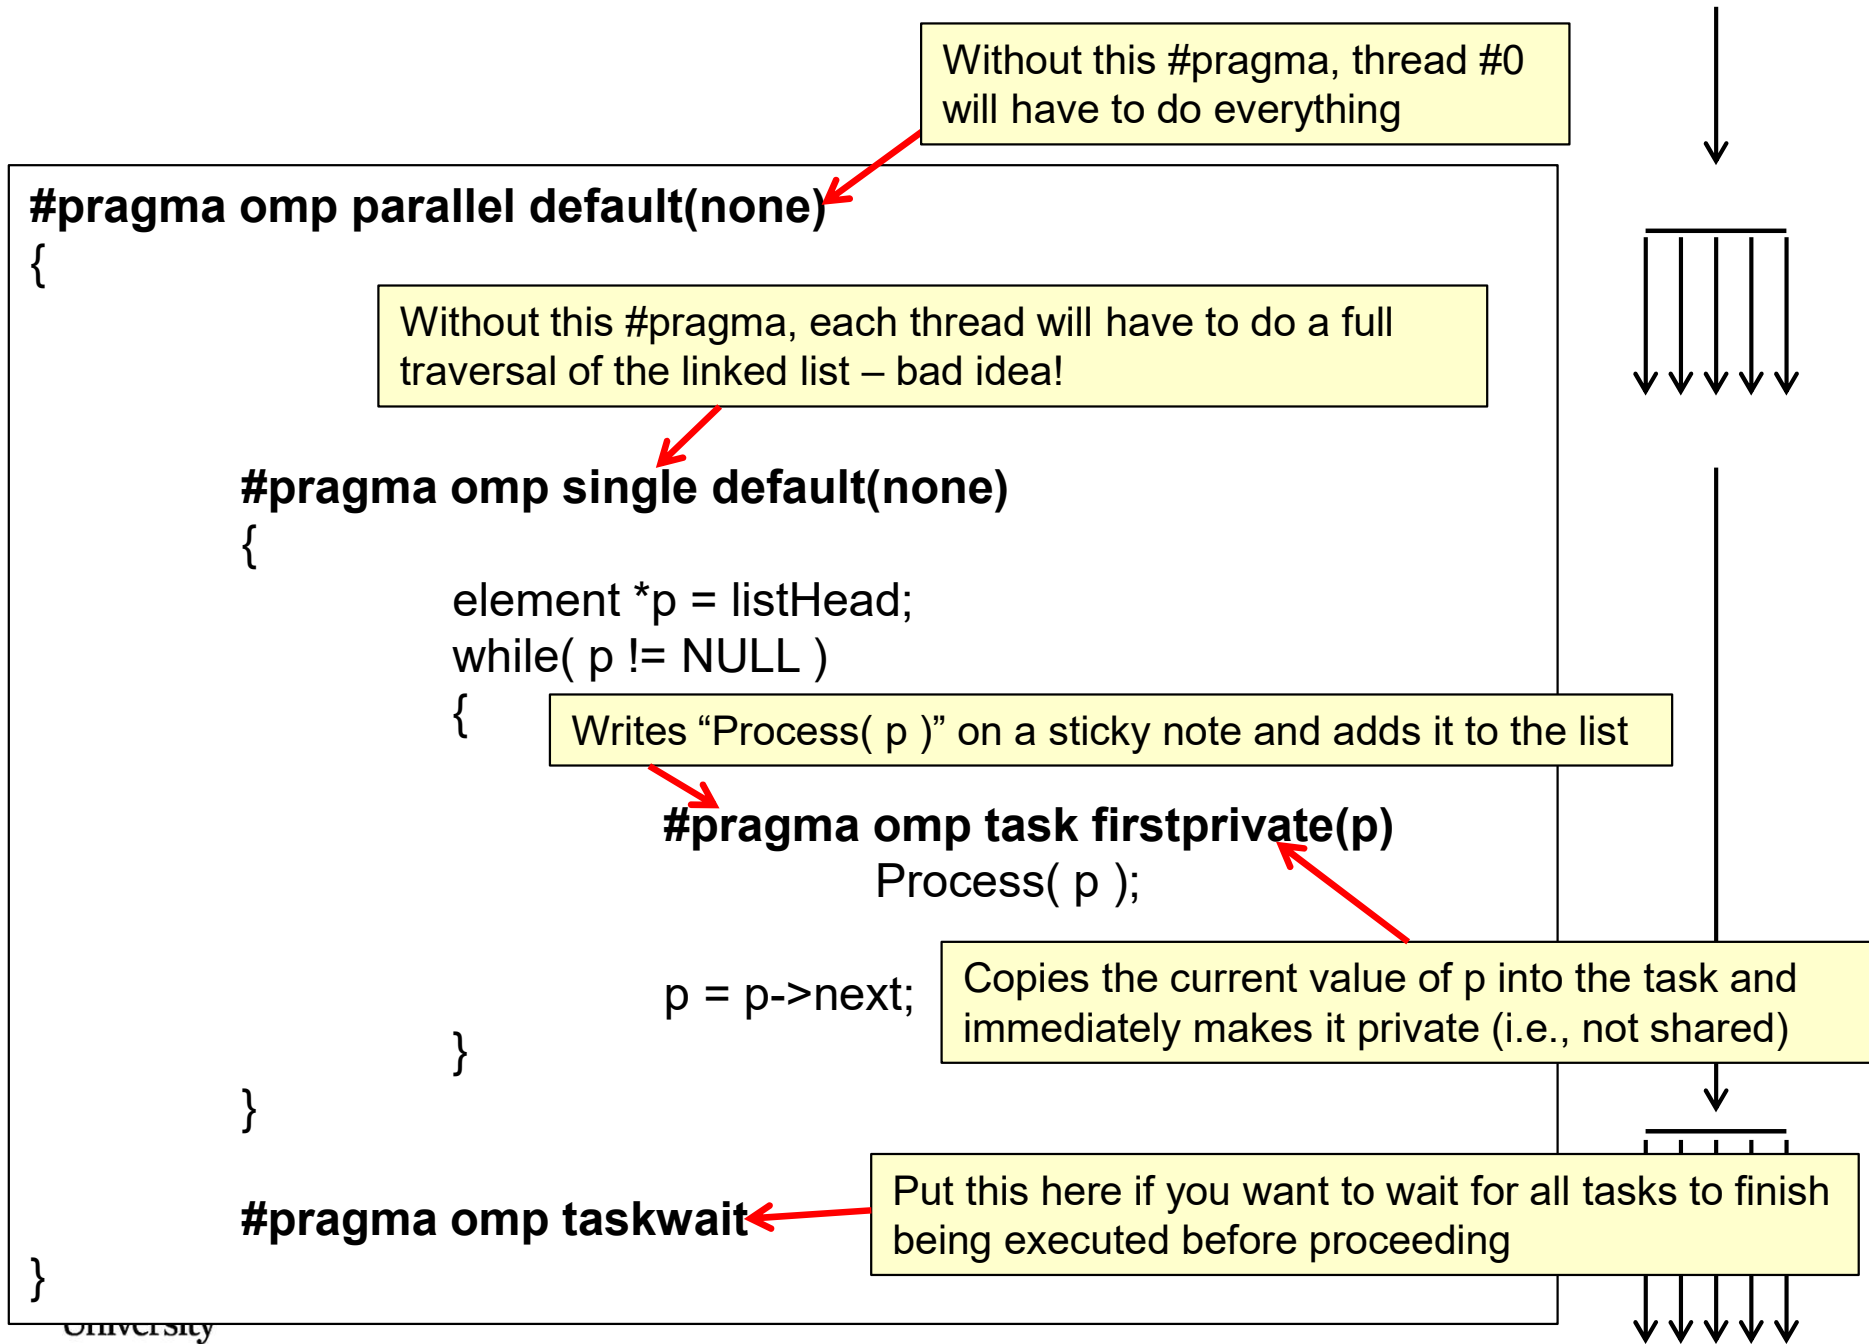 Without this #pragma, thread #0
will have to do everything
#pragma omp parallel default(none)
{
Without this #pragma, each thread will have to do a full
traversal of the linked list – bad idea!
#pragma omp single default(none)
{
element *p = listHead;
while( p != NULL )
{
Writes “Process( p )” on a sticky note and adds it to the list
#pragma omp task firstprivate(p)
Process( p );
Copies the current value of p into the task and
immediately makes it private (i.e., not shared)
p = p->next;
}
}
Put this here if you want to wait for all tasks to finish
being executed before proceeding
#pragma omp taskwait
}
University